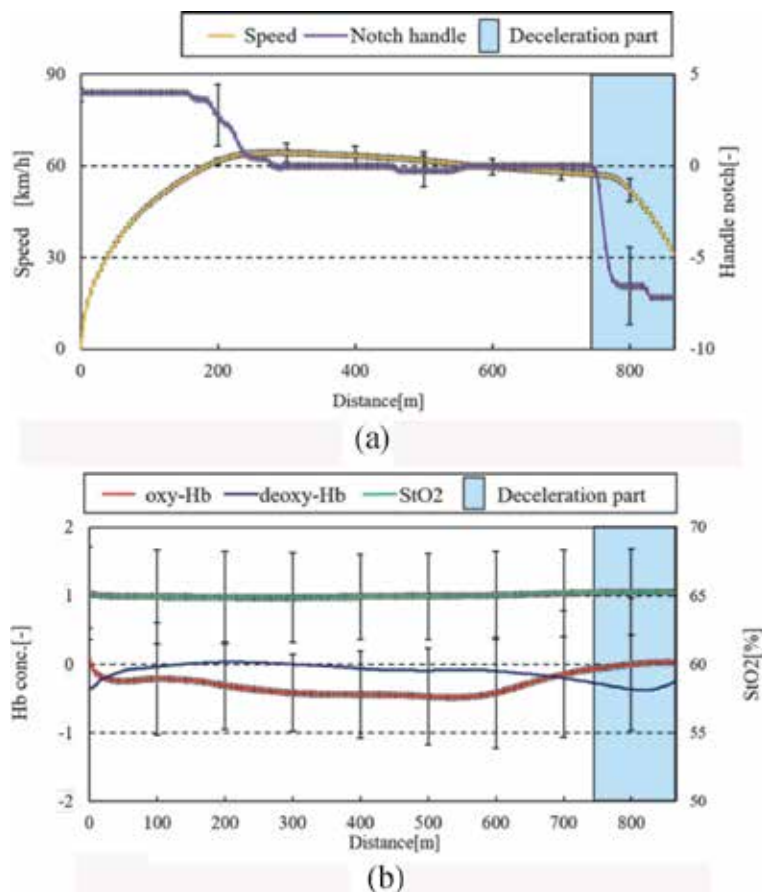 Speed Notch handle Deceleration part
90 5
60 0
30 -5
0 -10
Speed [km/h]
Handle notch[-]
0 200 400 600 800
Distance[m]
(a)
oxy-Hb deoxy-Hb StO2 Deceleration part
2 70
1 65
0 60
-1 55
-2 50
Hb conc.[-]
StO2[%]
0 100 200 300 400 500 600 700 800
Distance[m]
(b)